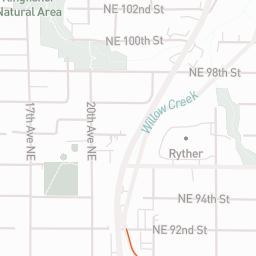 Natural Area
NE 102nd St
NE 100th St
NE 98th St
Willow Creek
17th Ave NE
20th Ave NE
Ryther
NE 94th St
NE 92nd St